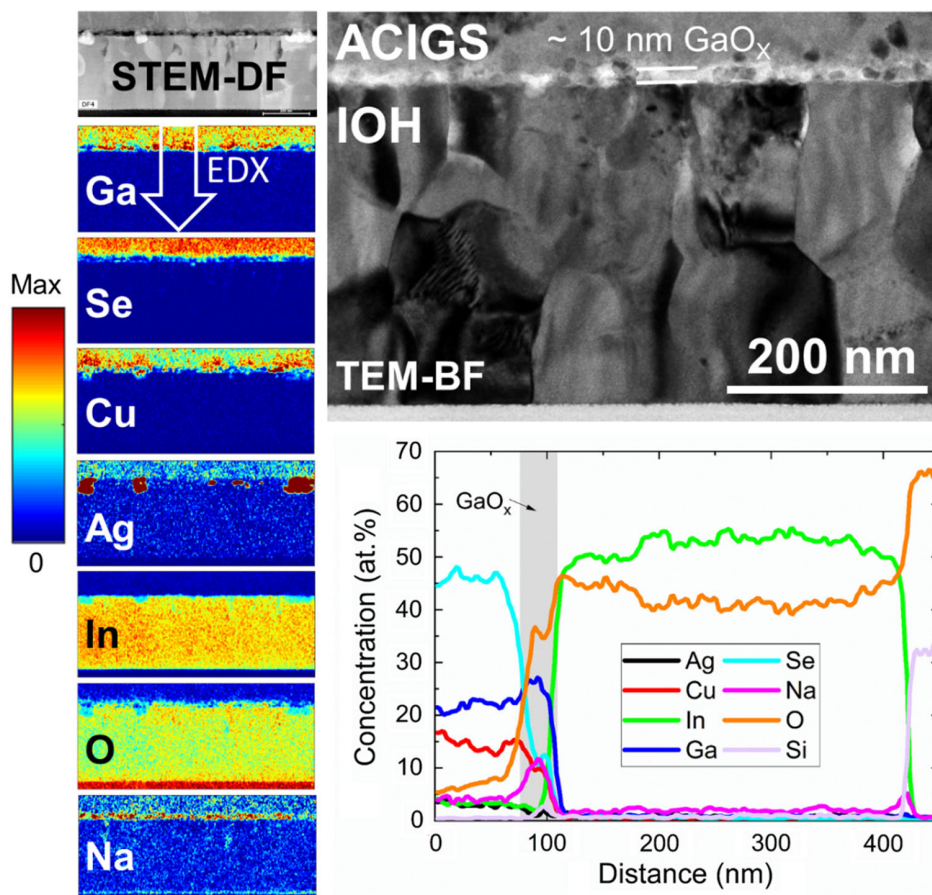 STEM-DF
DF4
EDX
Ga
Se
Cu
Ag
In
O
Na
Max
0
ACIGS
~ 10 nm GaOx
IOH
TEM-BF
200 nm
GaOx
Concentration (at.%)
70
60
50
40
30
20
10
0
Ag Se
Cu Na
In O
Ga Si
0 100 200 300 400
Distance (nm)